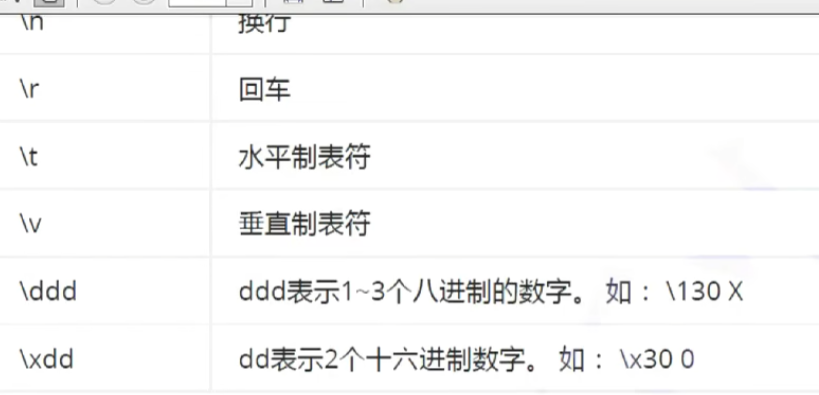 \n 换行
\r 回车
\t 水平制表符
\v 垂直制表符
\ddd ddd表示1~3个八进制的数字。 如： \130 X
\xdd dd表示2个十六进制数字。 如： \x30 0